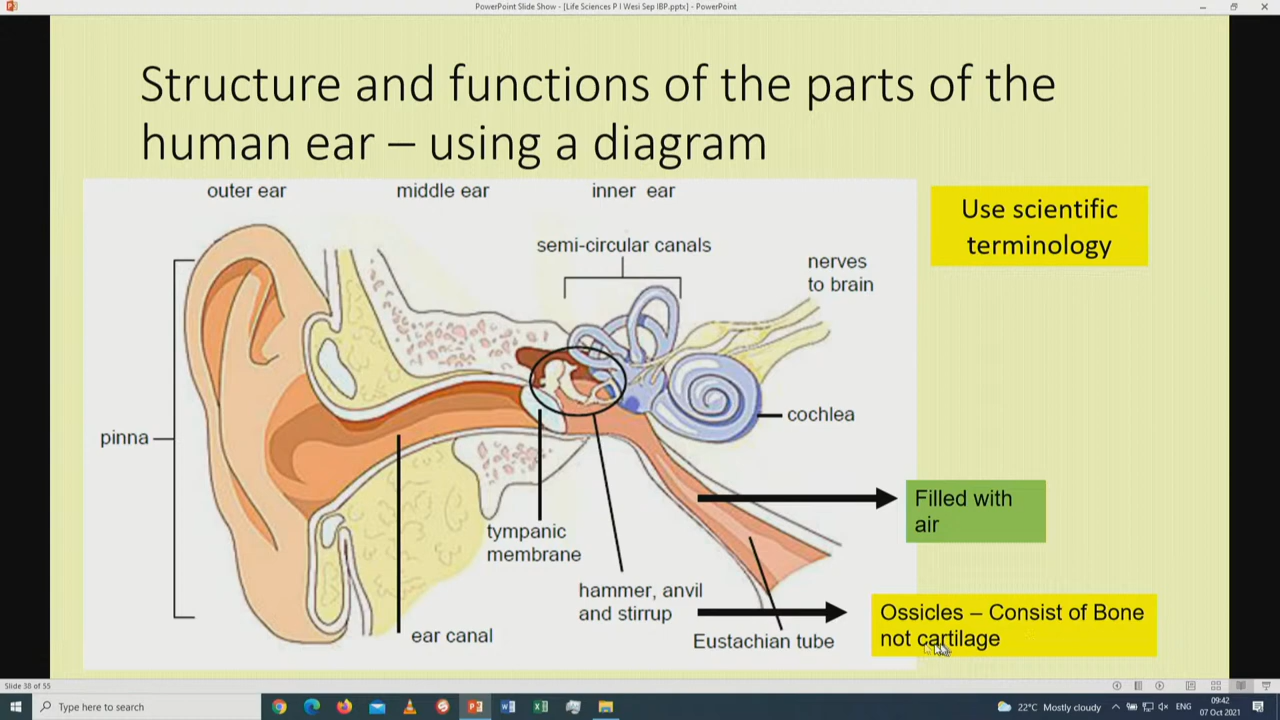 PowerPoint Slide Show - [Life Sciences P I Wesi Sep IBP.pptx] - PowerPoint
Structure and functions of the parts of the
human ear – using a diagram
outer ear
middle ear
inner ear
Use scientific
terminology
semi-circular canals
nerves
to brain
cochlea
pinna
Filled with
air
tympanic
membrane
hammer, anvil
and stirrup
Ossicles – Consist of Bone
not cartilage
ear canal
Eustachian tube
Slide 38 of 55
Type here to search
22°C Mostly cloudy
ENG
09:42
07 Oct 2021